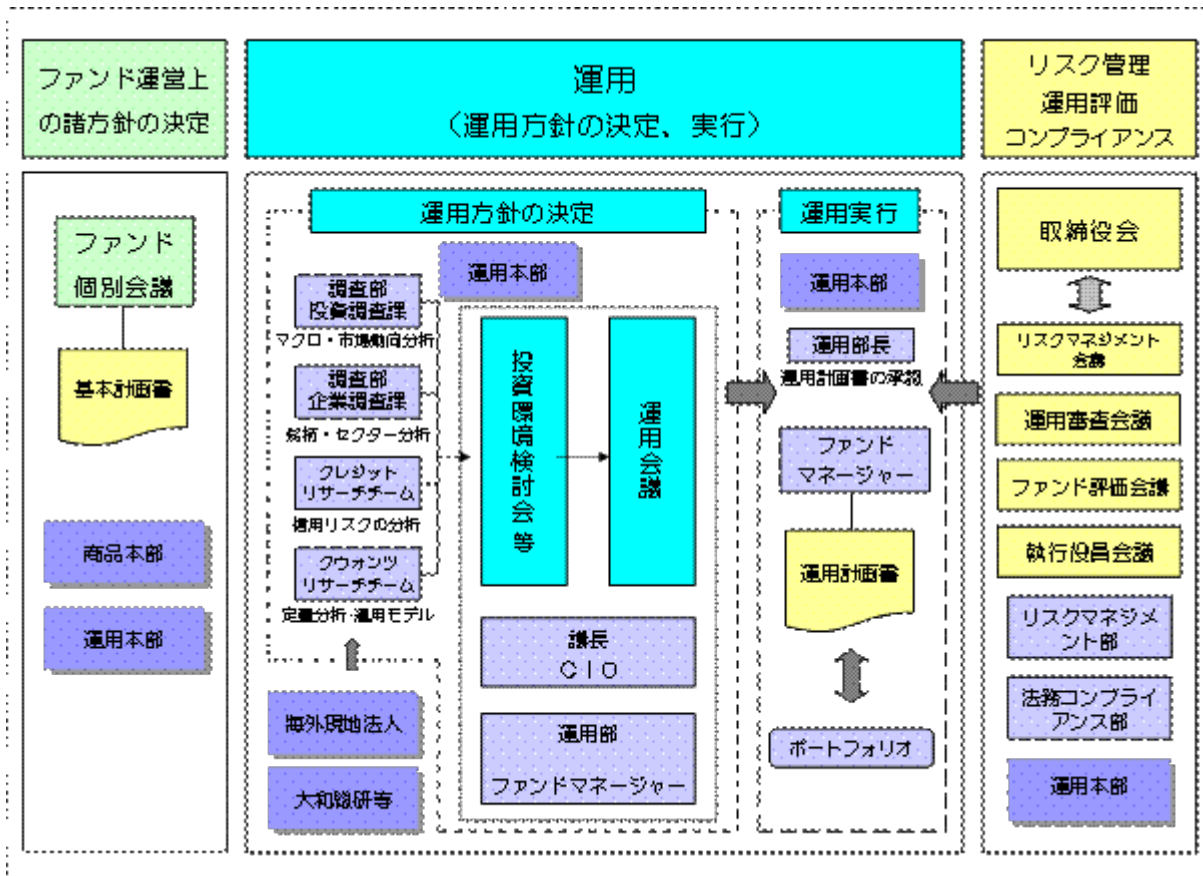 ファンド運営上
の諸方針の決定
運用
(運用方針の決定、実行)
リスク管理
運用評価
コンプライアンス
ファンド
個別会議
基本計画書
商品本部
運用本部
運用方針の決定
運用本部
調査部
投資調査課
マクロ・市場動向分析
調査部
企業調査課
銘柄・セクター分析
クレジット
リサーチチーム
信用リスクの分析
クウォンツ
リサーチチーム
定量分析・運用モデル
海外現地法人
大和総研等
投資環境検討会等
運用会議
議長
CIO
運用部
ファンドマネージャー
運用実行
運用本部
運用部長
運用計画書の承認
ファンド
マネージャー
運用計画書
ポートフォリオ
取締役会
リスクマネジメント
会議
運用審査会議
ファンド評価会議
執行役員会議
リスクマネジメ
ント部
法務コンプライ
アンス部
運用本部